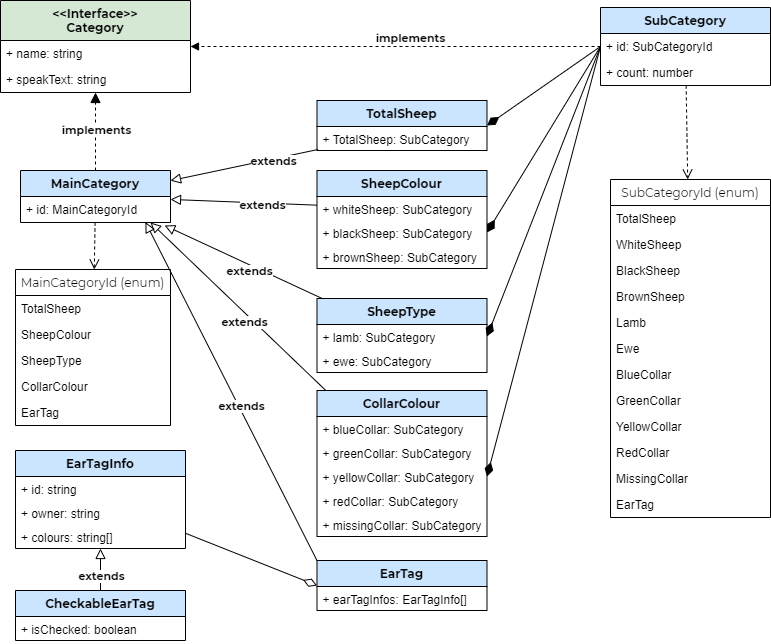 <<Interface>>
Category
+ name: string
+ speakText: string
implements
SubCategory
+ id: SubCategoryId
+ count: number
implements
TotalSheep
+ TotalSheep: SubCategory
extends
MainCategory
+ id: MainCategoryId
SheepColour
+ whiteSheep: SubCategory
+ blackSheep: SubCategory
+ brownSheep: SubCategory
extends
SubCategoryId (enum)
TotalSheep
WhiteSheep
BlackSheep
BrownSheep
Lamb
Ewe
BlueCollar
GreenCollar
YellowCollar
RedCollar
MissingCollar
EarTag
MainCategoryId (enum)
TotalSheep
SheepColour
SheepType
CollarColour
EarTag
extends
SheepType
+ lamb: SubCategory
+ ewe: SubCategory
extends
CollarColour
+ blueCollar: SubCategory
+ greenCollar: SubCategory
+ yellowCollar: SubCategory
+ redCollar: SubCategory
+ missingCollar: SubCategory
extends
EarTagInfo
+ id: string
+ owner: string
+ colours: string[]
extends
CheckableEarTag
+ isChecked: boolean
EarTag
+ earTagInfos: EarTagInfo[]